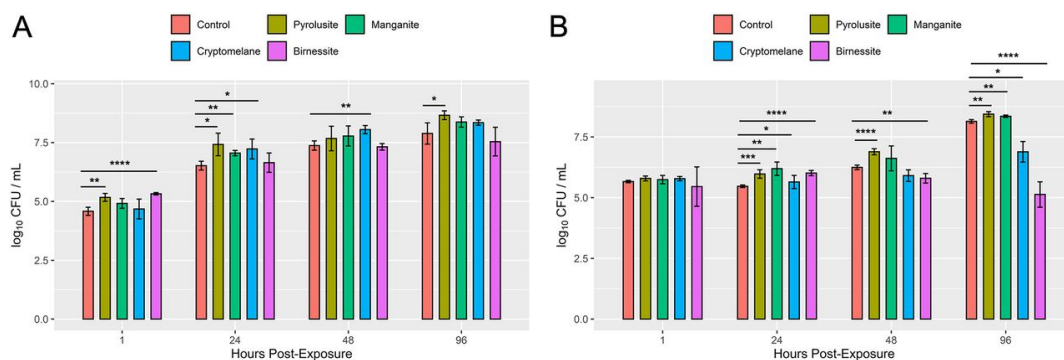 A
Control
Pyrolusite
Manganite
Cryptomelane
Birnessite
10.0
7.5
5.0
2.5
0.0
log10 CFU / mL
**
****
*
**
*
**
*
1
24
48
96
Hours Post-Exposure
B
Control
Pyrolusite
Manganite
Cryptomelane
Birnessite
7.5
5.0
2.5
0.0
log10 CFU / mL
****
*
**
***
**
****
****
*
**
**
1
24
48
96
Hours Post-Exposure